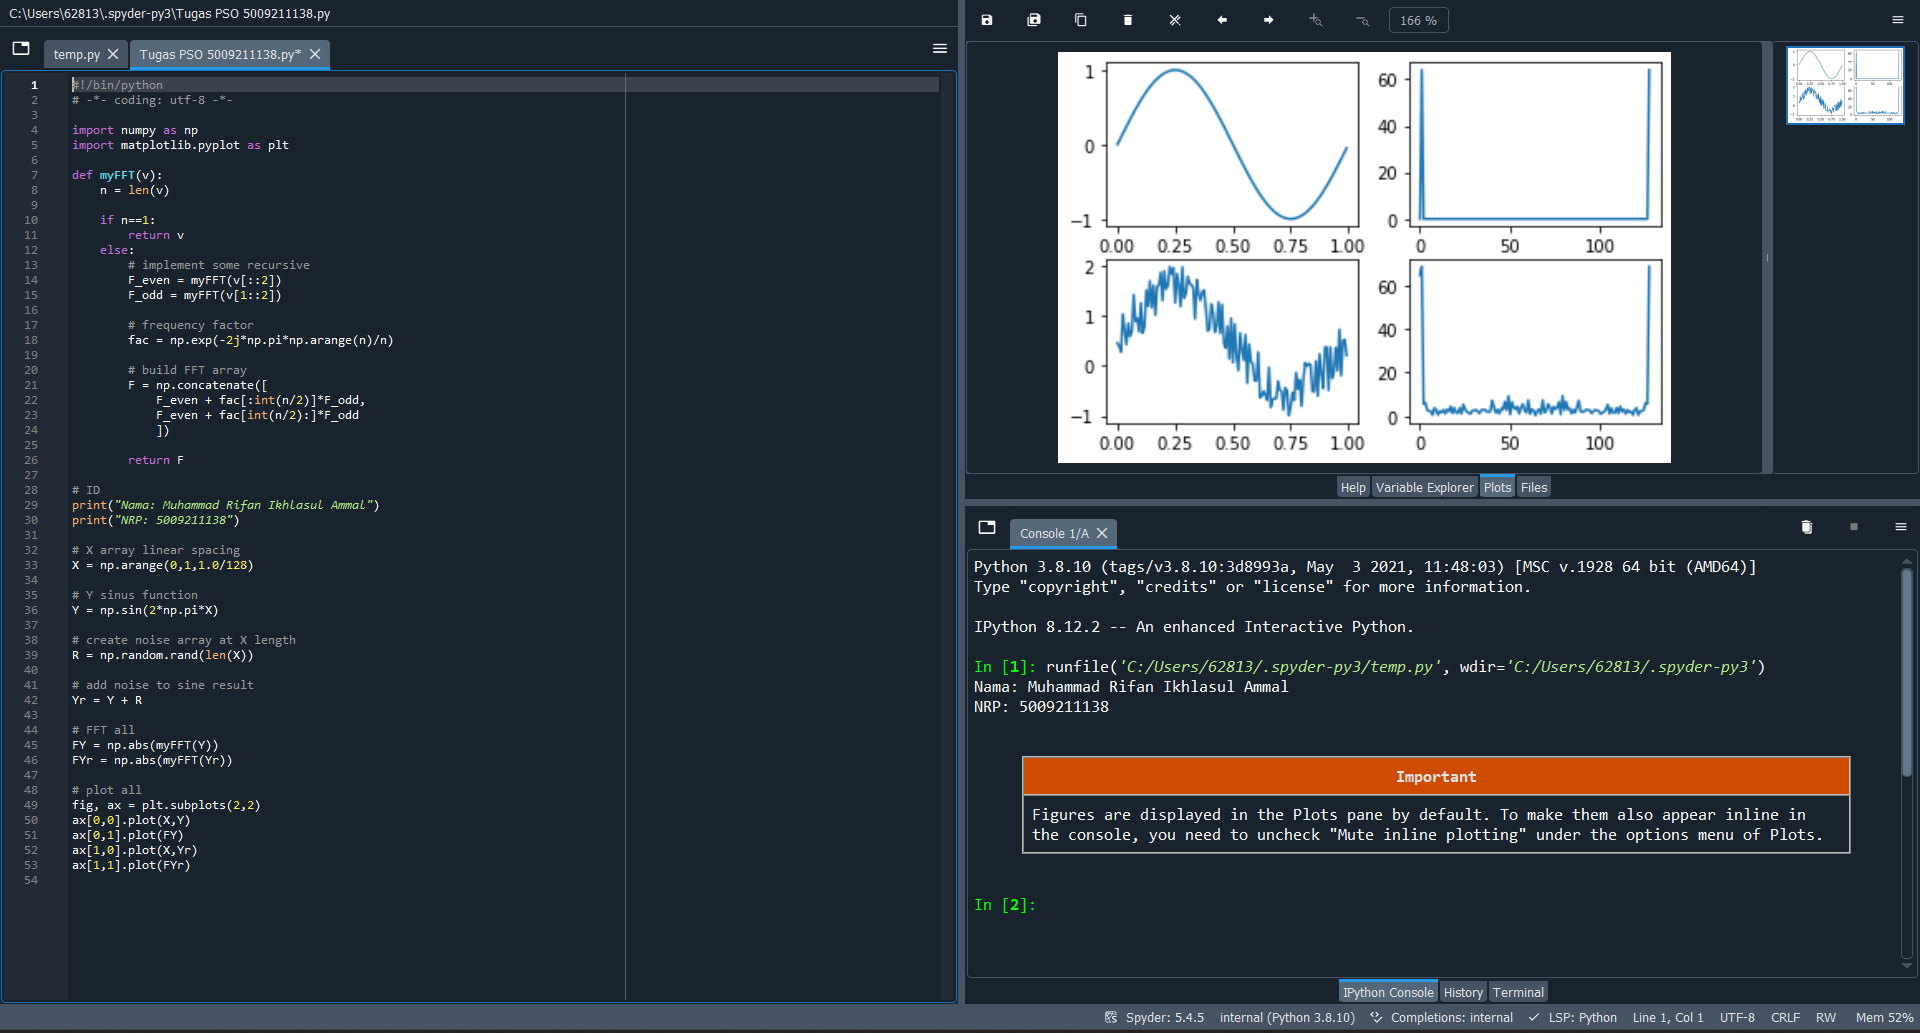 C:\Users\62813\.spyder-py3\Tugas PSO 5009211138.py
temp.py
Tugas PSO 5009211138.py*
1 #!/bin/python
2 # -*- coding: utf-8 -*-
3
4 import numpy as np
5 import matplotlib.pyplot as plt
6
7 def myFFT(v):
8     n = len(v)
9
10     if n==1:
11         return v
12     else:
13         # implement some recursive
14         F_even = myFFT(v[::2])
15         F_odd = myFFT(v[1::2])
16
17         # frequency factor
18         fac = np.exp(-2j*np.pi*np.arange(n)/n)
19
20         # build FFT array
21         F = np.concatenate([
22             F_even + fac[:int(n/2)]*F_odd,
23             F_even + fac[int(n/2):]*F_odd
24             ])
25
26         return F
27
28 # ID
29 print("Nama: Muhammad Rifan Ikhlasul Ammal")
30 print("NRP: 5009211138")
31
32 # X array linear spacing
33 X = np.arange(0,1,1.0/128)
34
35 # Y sinus function
36 Y = np.sin(2*np.pi*X)
37
38 # create noise array at X length
39 R = np.random.rand(len(X))
40
41 # add noise to sine result
42 Yr = Y + R
43
44 # FFT all
45 FY = np.abs(myFFT(Y))
46 FYr = np.abs(myFFT(Yr))
47
48 # plot all
49 fig, ax = plt.subplots(2,2)
50 ax[0,0].plot(X,Y)
51 ax[0,1].plot(FY)
52 ax[1,0].plot(X,Yr)
53 ax[1,1].plot(FYr)
54
166 %
1
0
−1
0.00 0.25 0.50 0.75 1.00
60
40
20
0
0 50 100
2
1
0
−1
0.00 0.25 0.50 0.75 1.00
60
40
20
0
0 50 100
Help Variable Explorer Plots Files
Console 1/A
Python 3.8.10 (tags/v3.8.10:3d8993a, May  3 2021, 11:48:03) [MSC v.1928 64 bit (AMD64)]
Type "copyright", "credits" or "license" for more information.
IPython 8.12.2 -- An enhanced Interactive Python.
In [1]: runfile('C:/Users/62813/.spyder-py3/temp.py', wdir='C:/Users/62813/.spyder-py3')
Nama: Muhammad Rifan Ikhlasul Ammal
NRP: 5009211138
Important
Figures are displayed in the Plots pane by default. To make them also appear inline in
the console, you need to uncheck "Mute inline plotting" under the options menu of Plots.
In [2]:
IPython Console History Terminal
Spyder: 5.4.5 internal (Python 3.8.10) Completions: internal LSP: Python Line 1, Col 1 UTF-8 CRLF RW Mem 52%